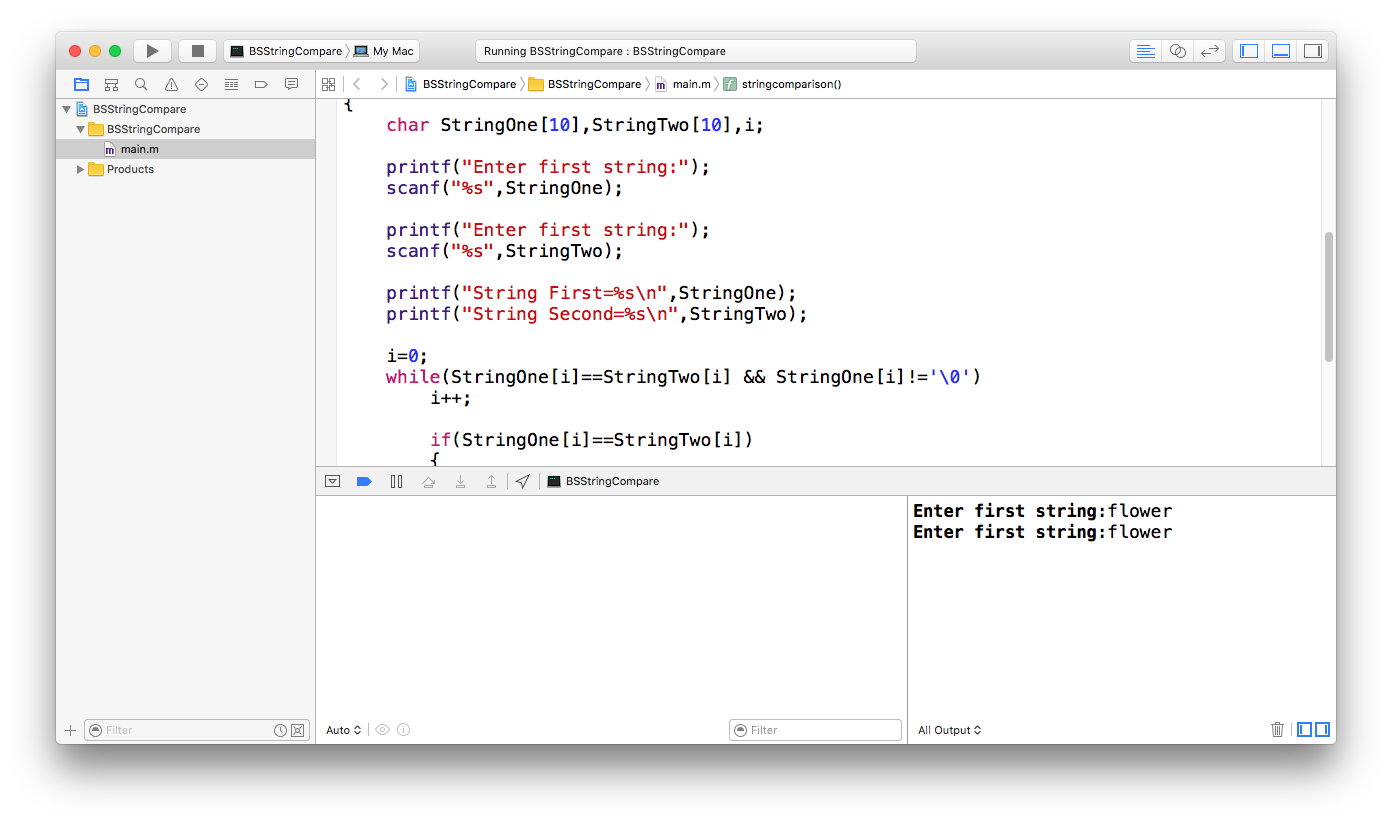 BSStringCompare My Mac Running BSStringCompare : BSStringCompare
BSStringCompare BSStringCompare m main.m f stringcomparison()
BSStringCompare
BSStringCompare
m main.m
Products
{
char StringOne[10],StringTwo[10],i;
printf("Enter first string:");
scanf("%s",StringOne);
printf("Enter first string:");
scanf("%s",StringTwo);
printf("String First=%s\n",StringOne);
printf("String Second=%s\n",StringTwo);
i=0;
while(StringOne[i]==StringTwo[i] && StringOne[i]!='\0')
i++;
if(StringOne[i]==StringTwo[i])
{
BSStringCompare
Enter first string:flower
Enter first string:flower
Filter
Auto
Filter
All Output